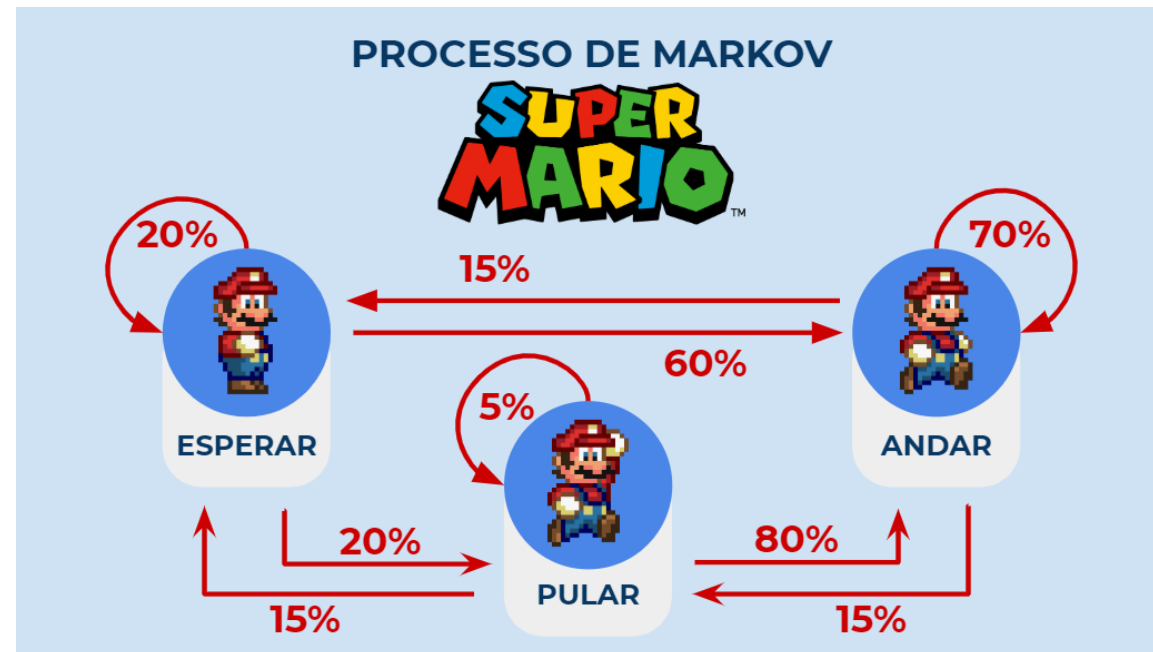 PROCESSO DE MARKOV
SUPER
MARIO
TM
20%
70%
15%
60%
5%
ESPERAR
ANDAR
20%
80%
PULAR
15%
15%